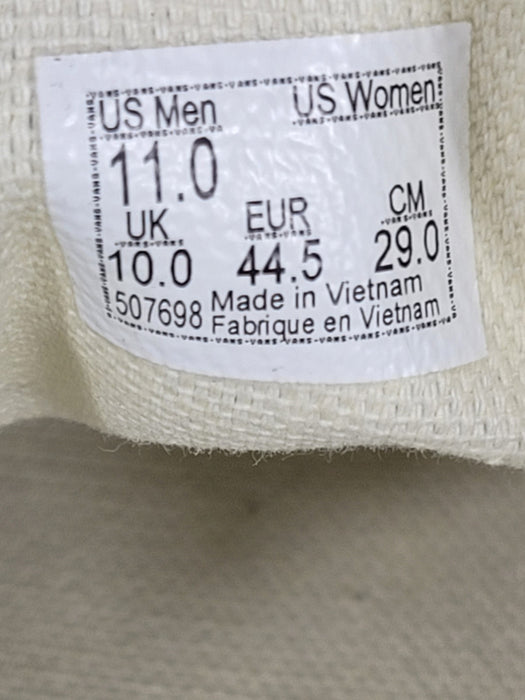 US Men US Women
11.0
UK EUR CM
10.0 44.5 29.0
507698 Made in Vietnam
Fabrique en Vietnam